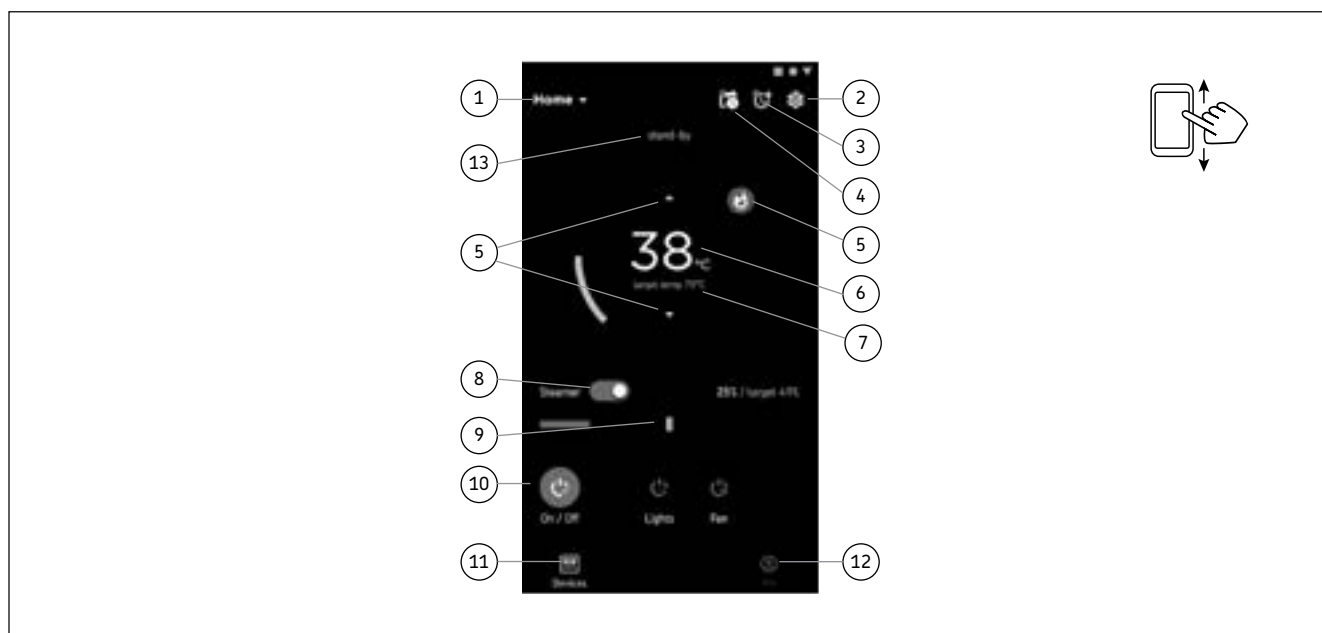 1
Home
2
3
stand-by
13
4
5
5
38 °C
6
target temp
7
8
Steamer
/ target
9
10
On / Off
Lights
Fan
11
Devices
12